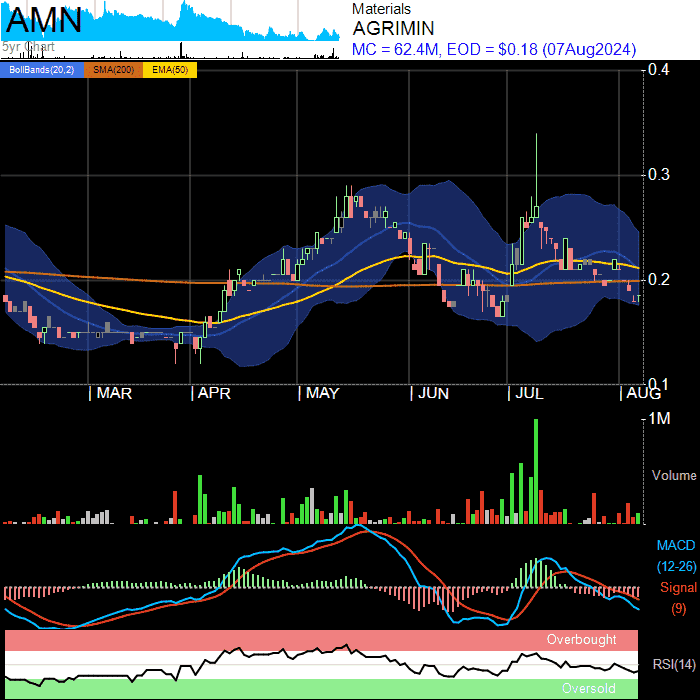 AMN
5yr Chart
Materials
AGRIMIN
MC = 62.4M, EOD = $0.18 (07Aug2024)
BollBands(20,2) SMA(200) EMA(50)
0.4
0.3
0.2
0.1
MAR APR MAY JUN JUL AUG
1M
Volume
MACD
(12-26)
Signal
(9)
Overbought
RSI(14)
Oversold